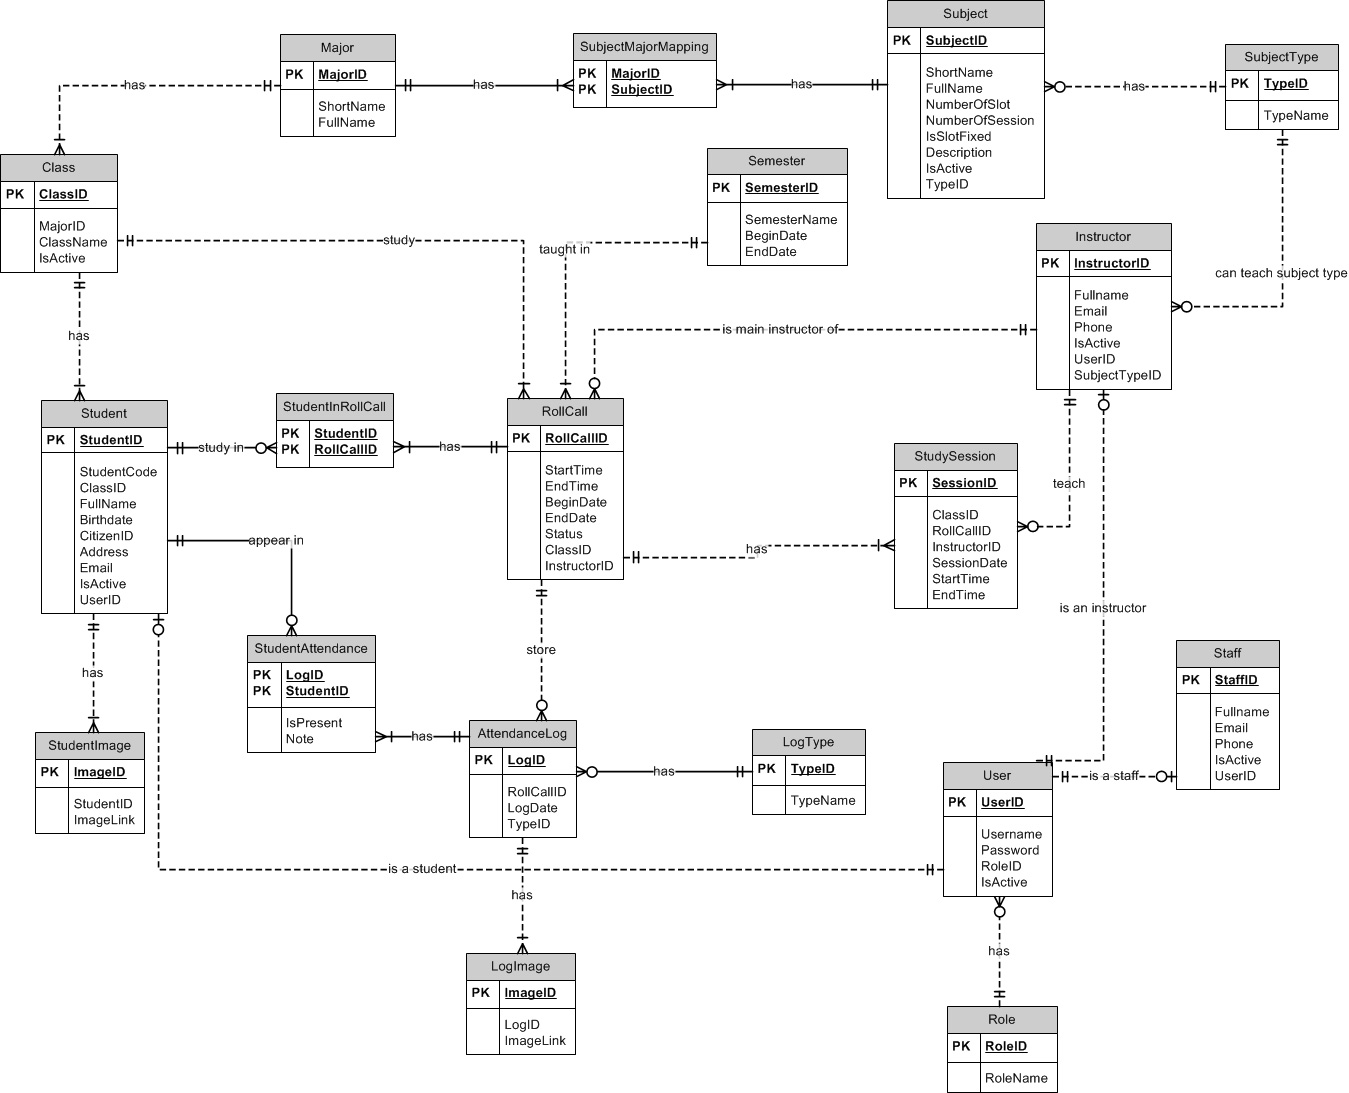 Subject
PK SubjectID
ShortName
FullName
NumberOfSlot
NumberOfSession
IsSlotFixed
Description
IsActive
TypeID
Major
PK MajorID
ShortName
FullName
SubjectMajorMapping
PK MajorID
PK SubjectID
SubjectType
PK TypeID
TypeName
has
has
has
has
Class
PK ClassID
MajorID
ClassName
IsActive
Semester
PK SemesterID
SemesterName
BeginDate
EndDate
Instructor
PK InstructorID
Fullname
Email
Phone
IsActive
UserID
SubjectTypeID
study
taught in
can teach subject type
is main instructor of
has
Student
PK StudentID
StudentCode
ClassID
FullName
Birthdate
CitizenID
Address
Email
IsActive
UserID
StudentInRollCall
PK StudentID
PK RollCallID
RollCall
PK RollCallID
StartTime
EndTime
BeginDate
EndDate
Status
ClassID
InstructorID
study in
has
StudySession
PK SessionID
ClassID
RollCallID
InstructorID
SessionDate
StartTime
EndTime
teach
appear in
has
is an instructor
StudentAttendance
PK LogID
PK StudentID
IsPresent
Note
store
Staff
PK StaffID
Fullname
Email
Phone
IsActive
UserID
has
StudentImage
PK ImageID
StudentID
ImageLink
has
AttendanceLog
PK LogID
RollCallID
LogDate
TypeID
has
LogType
PK TypeID
TypeName
User
PK UserID
Username
Password
RoleID
IsActive
is a staff
is a student
has
has
LogImage
PK ImageID
LogID
ImageLink
Role
PK RoleID
RoleName